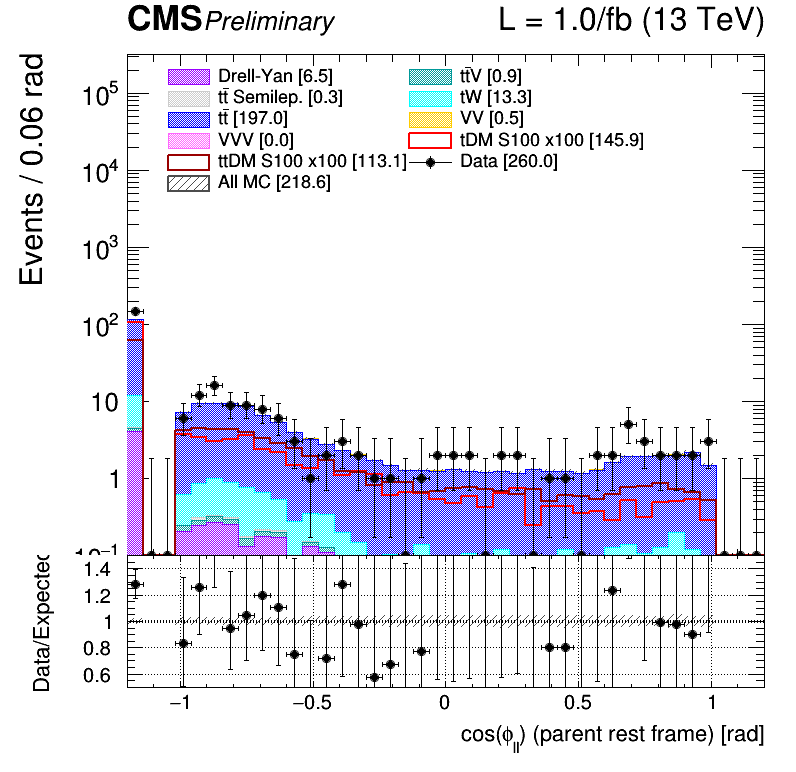 CMS Preliminary L = 1.0/fb (13 TeV)
Events / 0.06 rad
Drell-Yan [6.5]
tt̄V [0.9]
tt̄ Semilep. [0.3]
tW [13.3]
tt̄ [197.0]
VV [0.5]
VVV [0.0]
tDM S100 x100 [145.9]
ttDM S100 x100 [113.1]
Data [260.0]
All MC [218.6]
10⁵
10⁴
10³
10²
10
1
10⁻¹
Data/Expected
1.4
1.2
1
0.8
0.6
−1 −0.5 0 0.5 1
cos(ϕ_ll) (parent rest frame) [rad]